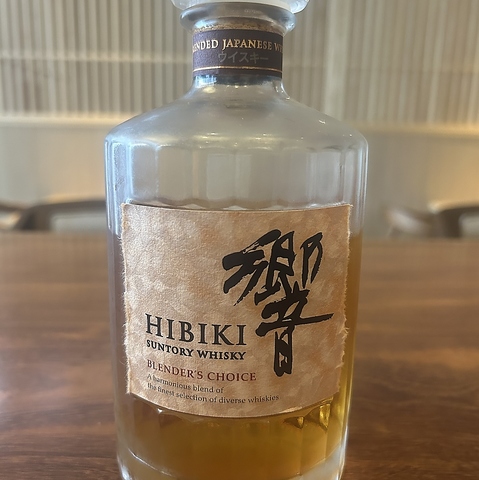 ENDED JAPANESE WH
ウイスキー
響
HIBIKI
SUNTORY WHISKY
BLENDER'S CHOICE
A harmonious blend of
the finest selection of diverse whiskies